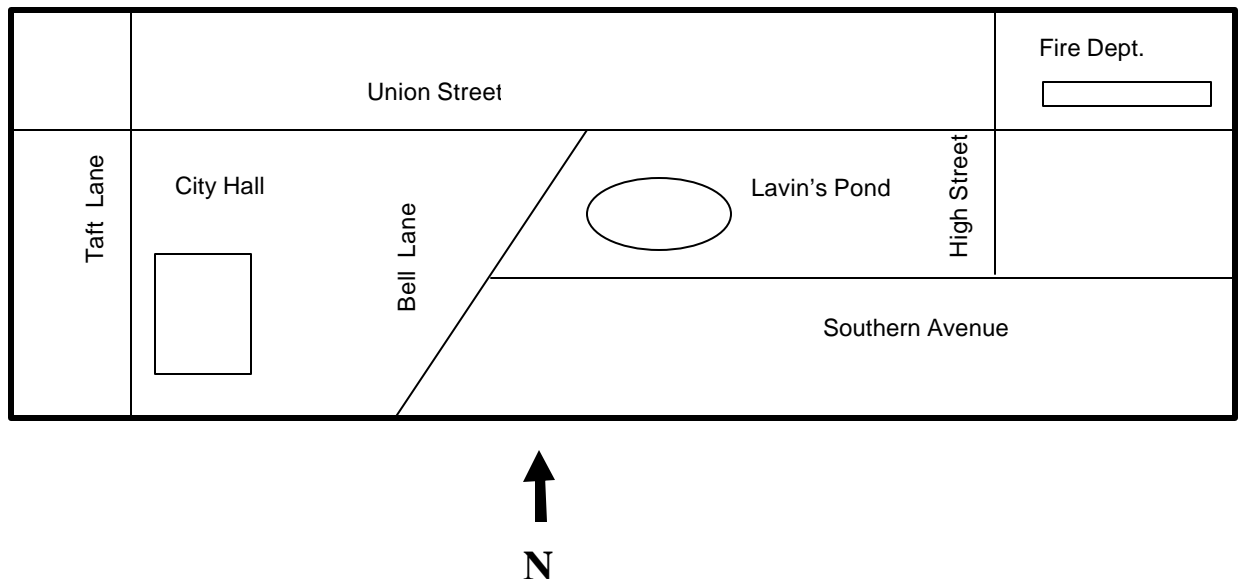 Fire Dept.
Union Street
Taft Lane
City Hall
Bell Lane
Lavin's Pond
High Street
Southern Avenue
N